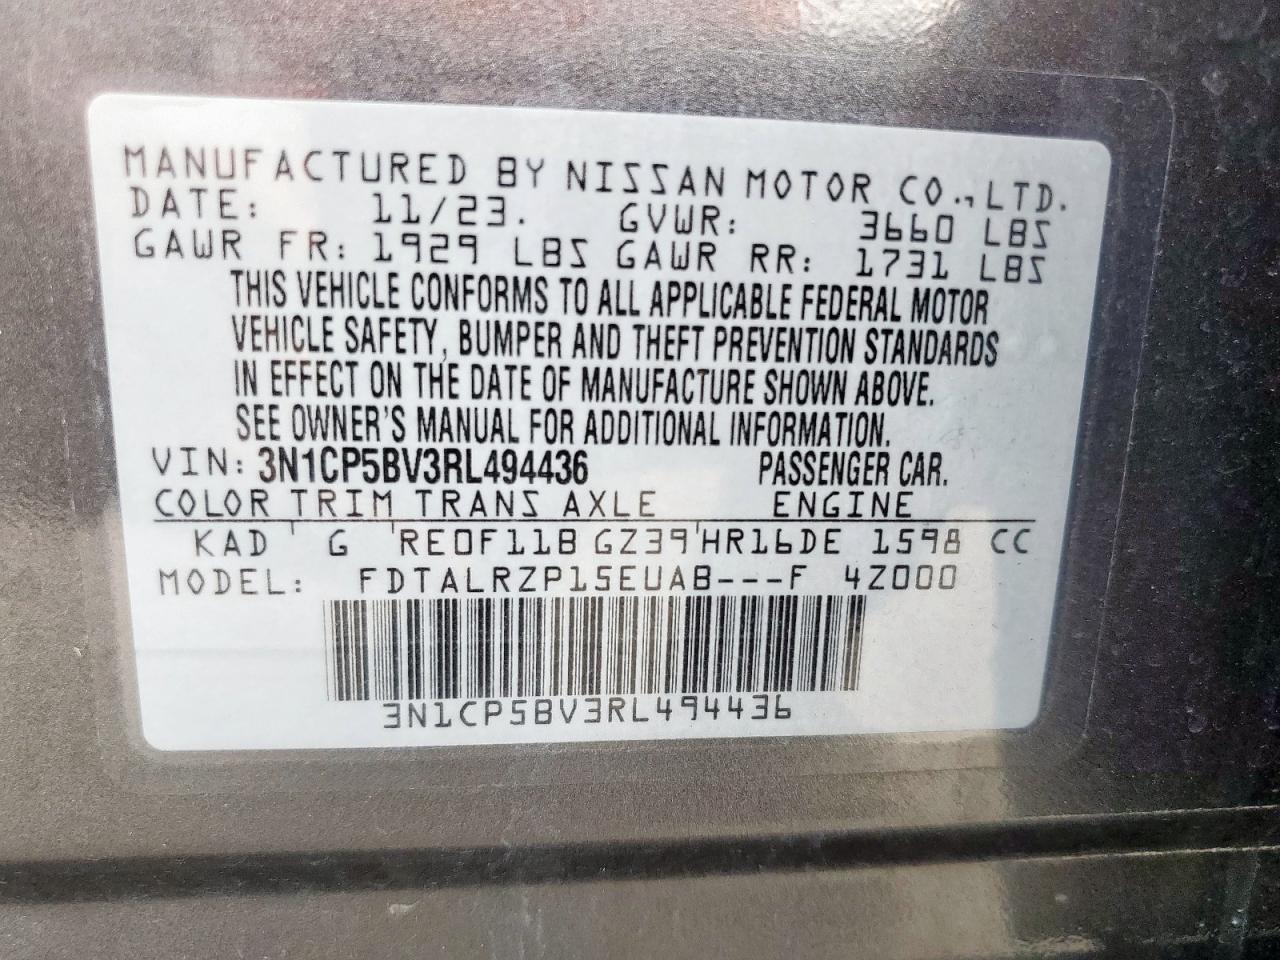 MANUFACTURED BY NISSAN MOTOR CO., LTD.
DATE: 11/23. GVWR: 3660 LBS
GAWR FR: 1929 LBS GAWR RR: 1731 LBS
THIS VEHICLE CONFORMS TO ALL APPLICABLE FEDERAL MOTOR
VEHICLE SAFETY, BUMPER AND THEFT PREVENTION STANDARDS
IN EFFECT ON THE DATE OF MANUFACTURE SHOWN ABOVE.
SEE OWNER'S MANUAL FOR ADDITIONAL INFORMATION.
VIN: 3N1CP5BV3RL494436 PASSENGER CAR.
COLOR TRIM TRANS AXLE ENGINE
KAD G RE0F11B GZ39 HR16DE 1598 CC
MODEL: FDTALRZP15EUAB---F 4Z000
3N1CP5BV3RL494436